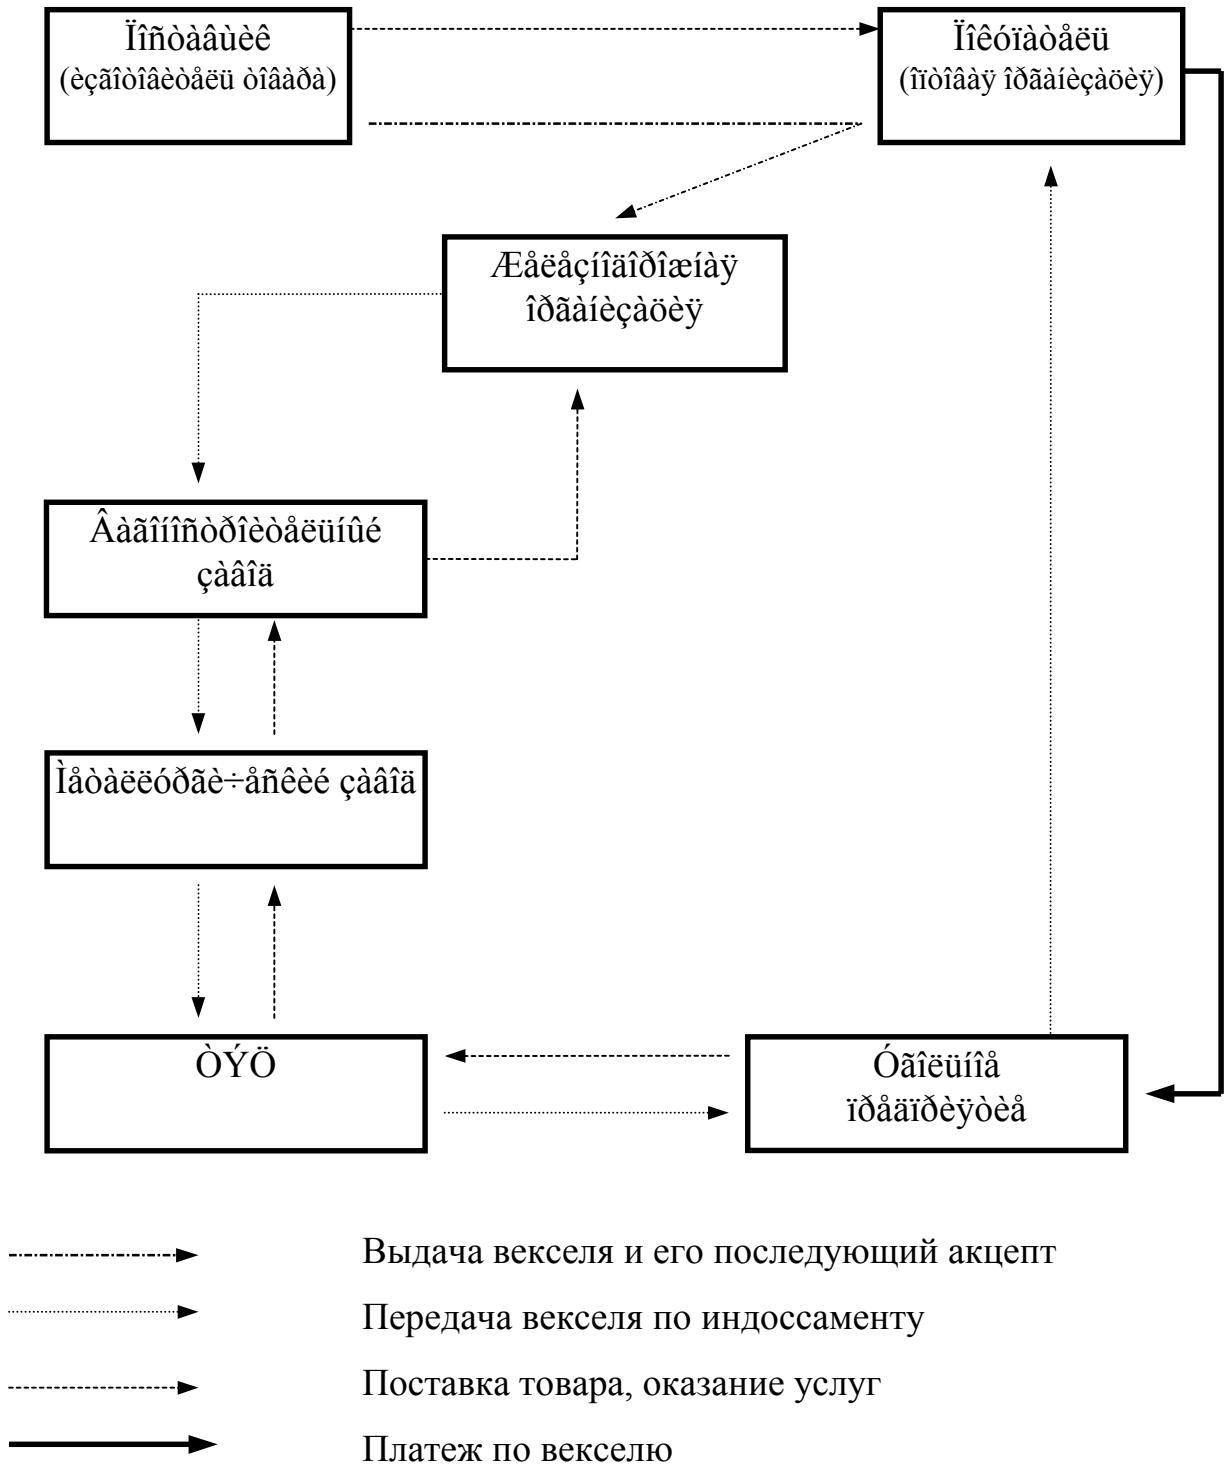 Ïîñòàâùèê
(èçãîòîâèòåëü òîâàðà)
Ïîêóïàòåëü
(îïòîâàÿ îðãàíèçàöèÿ)
Æåëåçíîäîðîæíàÿ
îðãàíèçàöèÿ
Âàãîííîñòðîèòåëüíûé
çàâîä
Ìåòàëëóðãè÷åñêèé çàâîä
ÒÝÖ
Óãîëüíîå
ïðåäïðèÿòèå
Выдача векселя и его последующий акцепт
Передача векселя по индоссаменту
Поставка товара, оказание услуг
Платеж по векселю